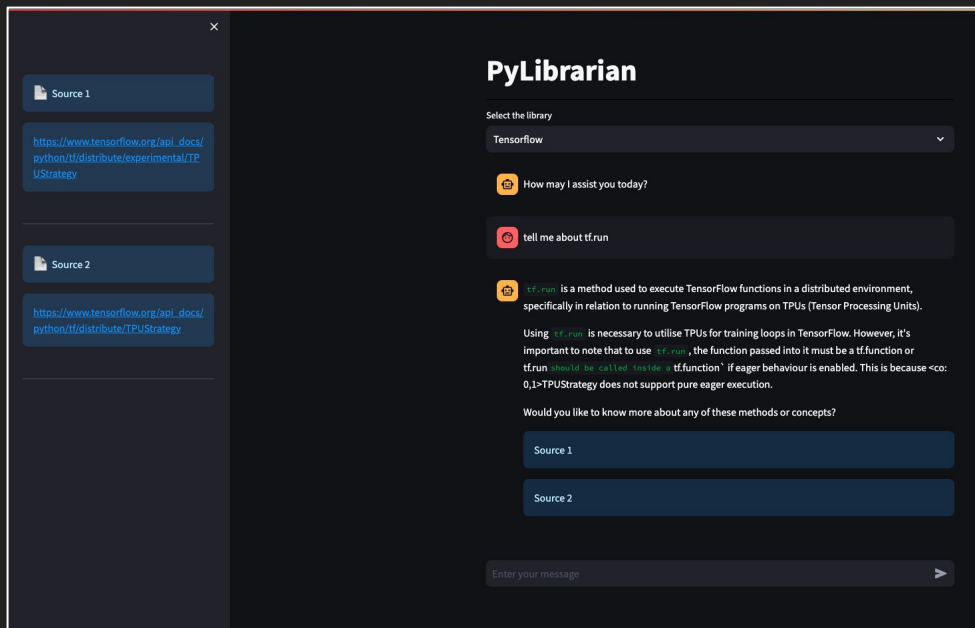 ×
Source 1
https://www.tensorflow.org/api_docs/
python/tf/distribute/experimental/TP
UStrategy
Source 2
https://www.tensorflow.org/api_docs/
python/tf/distribute/TPUStrategy
PyLibrarian
Select the library
Tensorflow
How may I assist you today?
tell me about tf.run
tf.run is a method used to execute TensorFlow functions in a distributed environment,
specifically in relation to running TensorFlow programs on TPUs (Tensor Processing Units).
Using tf.run is necessary to utilise TPUs for training loops in TensorFlow. However, it's
important to note that to use tf.run, the function passed into it must be a tf.function or
tf.run should be called inside a tf.function` if eager behaviour is enabled. This is because <co:
0,1>TPUStrategy does not support pure eager execution.
Would you like to know more about any of these methods or concepts?
Source 1
Source 2
Enter your message